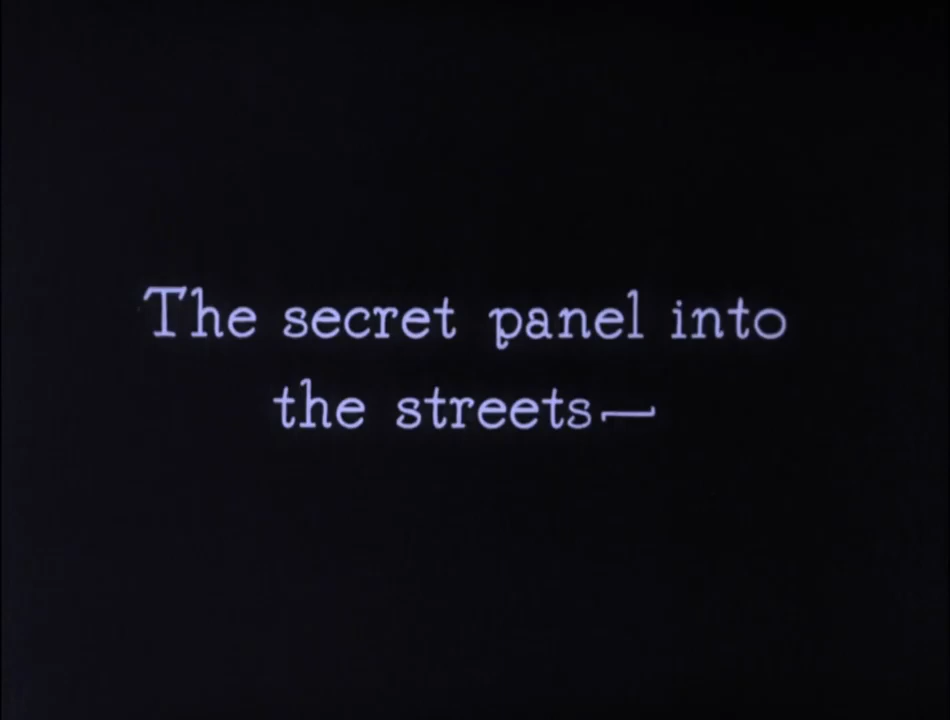 The secret panel into
the streets—